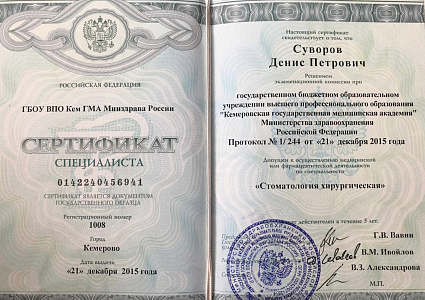 РОССИЙСКАЯ ФЕДЕРАЦИЯ
ГБОУ ВПО Кем ГМА Минздрава России
СЕРТИФИКАТ
СПЕЦИАЛИСТА
0142240456941
СЕРТИФИКАТ ЯВЛЯЕТСЯ ДОКУМЕНТОМ
ГОСУДАРСТВЕННОГО ОБРАЗЦА
Регистрационный номер
1008
Город
Кемерово
Дата выдачи
«21» декабря 2015 года
Настоящий сертификат
свидетельствует о том, что
Суворов
Денис Петрович
Решением
экзаменационной комиссии при
государственном бюджетном образовательном
учреждении высшего профессионального образования
"Кемеровская государственная медицинская академия"
Министерства здравоохранения
Российской Федерации
Протокол № 1/ 244 от «21» декабря 2015 года
Допущен к осуществлению медицинской
или фармацевтической деятельности
по специальности
«Стоматология хирургическая»
действителен в течение 5 лет.
Г.В. Вавин
В.М. Ивойлов
В.З. Александрова
М.П.